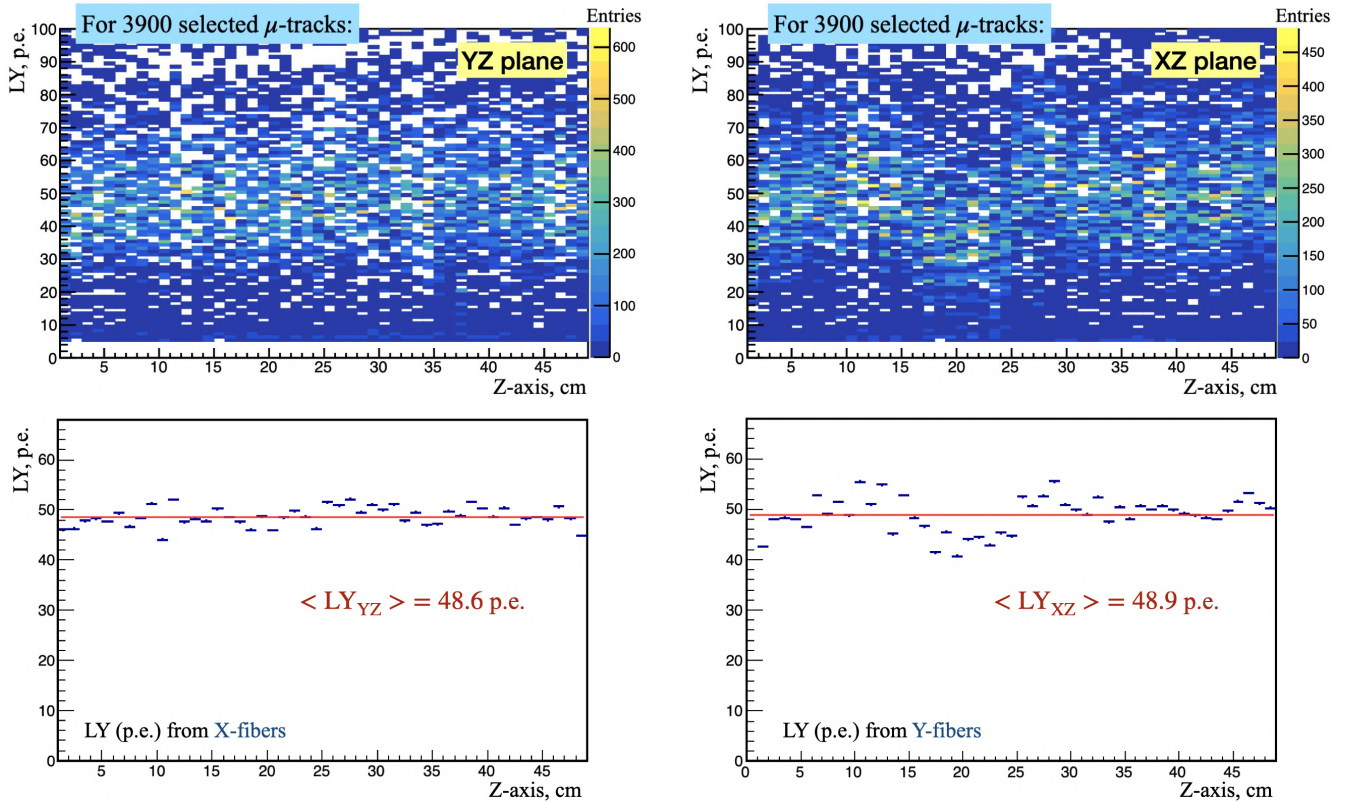 For 3900 selected μ-tracks:
Entries
LY, p.e.
YZ plane
100
90
80
70
60
50
40
30
20
10
0
5 10 15 20 25 30 35 40 45
Z-axis, cm
600
500
400
300
200
100
0
For 3900 selected μ-tracks:
Entries
LY, p.e.
XZ plane
100
90
80
70
60
50
40
30
20
10
0
5 10 15 20 25 30 35 40 45
Z-axis, cm
450
400
350
300
250
200
150
100
50
0
LY, p.e.
60
50
40
30
20
10
0
< LY_YZ > = 48.6 p.e.
LY (p.e.) from X-fibers
5 10 15 20 25 30 35 40 45
Z-axis, cm
LY, p.e.
60
50
40
30
20
10
0
< LY_XZ > = 48.9 p.e.
LY (p.e.) from Y-fibers
0 5 10 15 20 25 30 35 40 45
Z-axis, cm